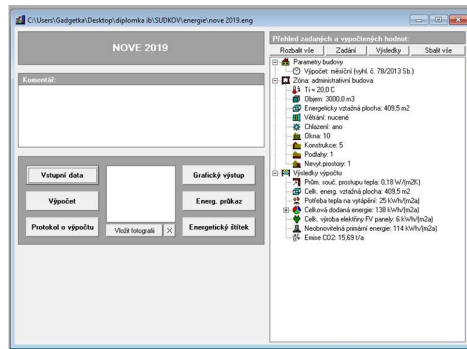 C:\Users\Gadgetka\Desktop\diplomka ib\SUDKOV\energie\nove 2019.eng
NOVE 2019
Komentář:
Vstupní data
Grafický výstup
Výpočet
Energ. průkaz
Protokol o výpočtu
Vložit fotografii
X
Energetický štítek
Přehled zadaných a vypočtených hodnot:
Rozbalit vše
Zadání
Výsledky
Sbalit vše
Parametry budovy
Výpočet: měsíční (vyhl. č. 78/2013 Sb.)
Zóna: administrativní budova
Ti = 20,0 C
Objem: 3000,0 m3
Energeticky vztažná plocha: 409,5 m2
Větrání: nucené
Chlazení: ano
Okna: 10
Konstrukce: 5
Podlahy: 1
Nevyt.prostory: 1
Výsledky výpočtu
Prům. souč. prostupu tepla: 0,18 W/(m2K)
Celk. energ. vztažná plocha: 409,5 m2
Potřeba tepla na vytápění: 25 kWh/(m2a)
Celková dodaná energie: 138 kWh/(m2a)
Celk. výroba elektřiny FV panely: 6 kWh/(m2a)
Neobnovitelná primární energie: 114 kWh/(m2a)
Emise CO2: 15,69 t/a